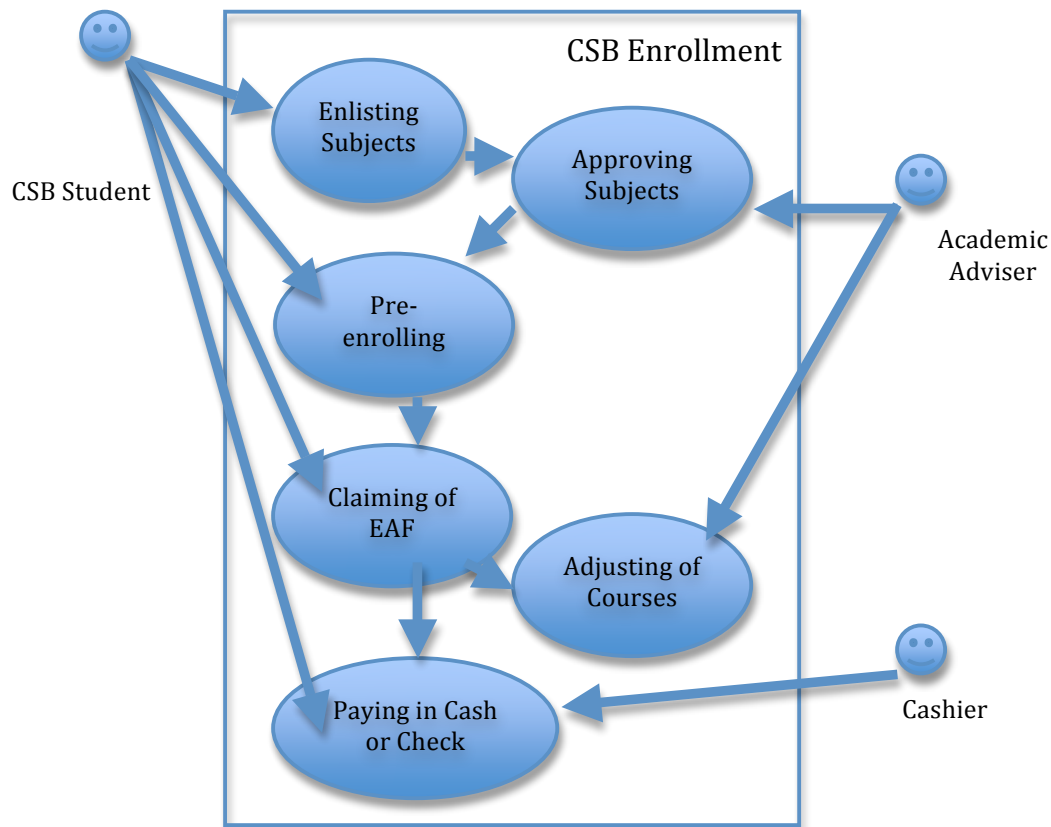 CSB Enrollment
Enlisting
Subjects
Approving
Subjects
CSB Student
Academic
Adviser
Pre-
enrolling
Claiming of
EAF
Adjusting of
Courses
Cashier
Paying in Cash
or Check